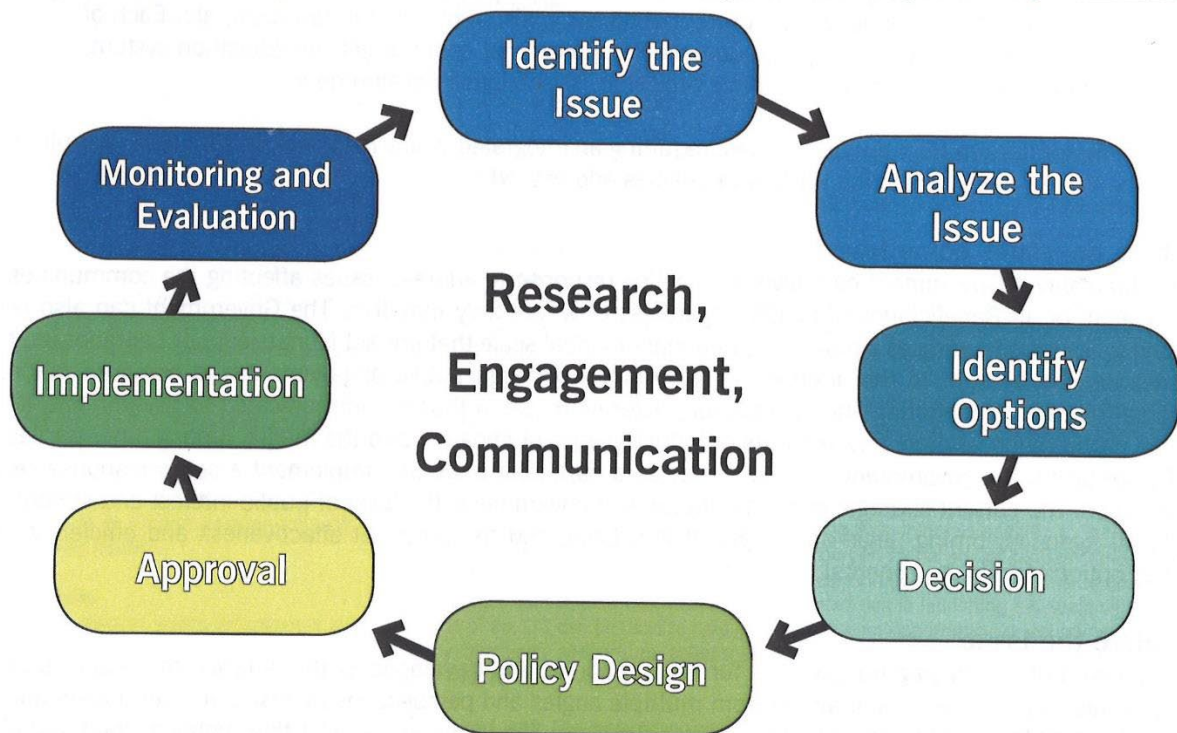 Identify the
Issue
Analyze the
Issue
Identify
Options
Decision
Policy Design
Approval
Implementation
Monitoring and
Evaluation
Research,
Engagement,
Communication